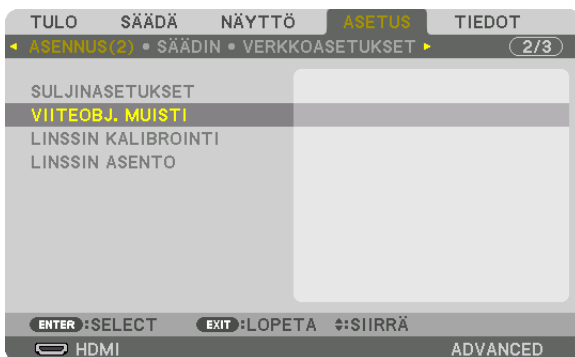 TULO SÄÄDÄ NÄYTTÖ ASETUS TIEDOT
ASENNUS(2) • SÄÄDIN • VERKKOASETUKSET 2/3
SULJINASETUKSET
VIITEOBJ. MUISTI
LINSSIN KALIBROINTI
LINSSIN ASENTO
ENTER :SELECT EXIT :LOPETA :SIIRRÄ
HDMI ADVANCED